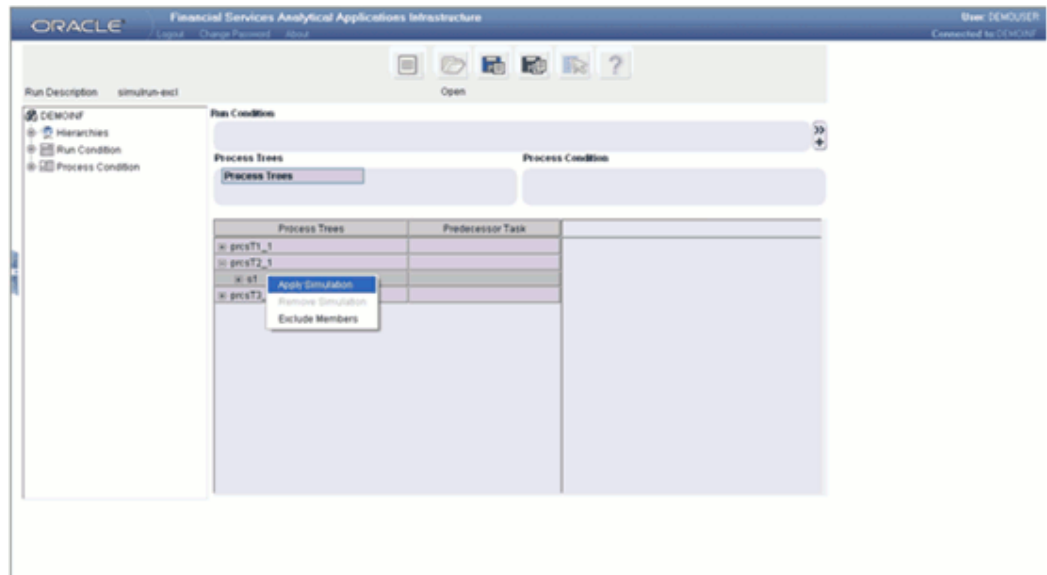 ORACLE
Financial Services Analytical Applications Infrastructure
User: DEMOUSER
Logout Change Password About
Connected to: DEMOINF
Run Description simulrun-excl
Open
DEMOINF
Hierarchies
Run Condition
Process Condition
Run Condition
Process Trees
Process Condition
Process Trees
Process Trees Predecessor Task
prcsT1_1
prcsT2_1
s1
prcsT3_
Apply Simulation
Remove Simulation
Exclude Members